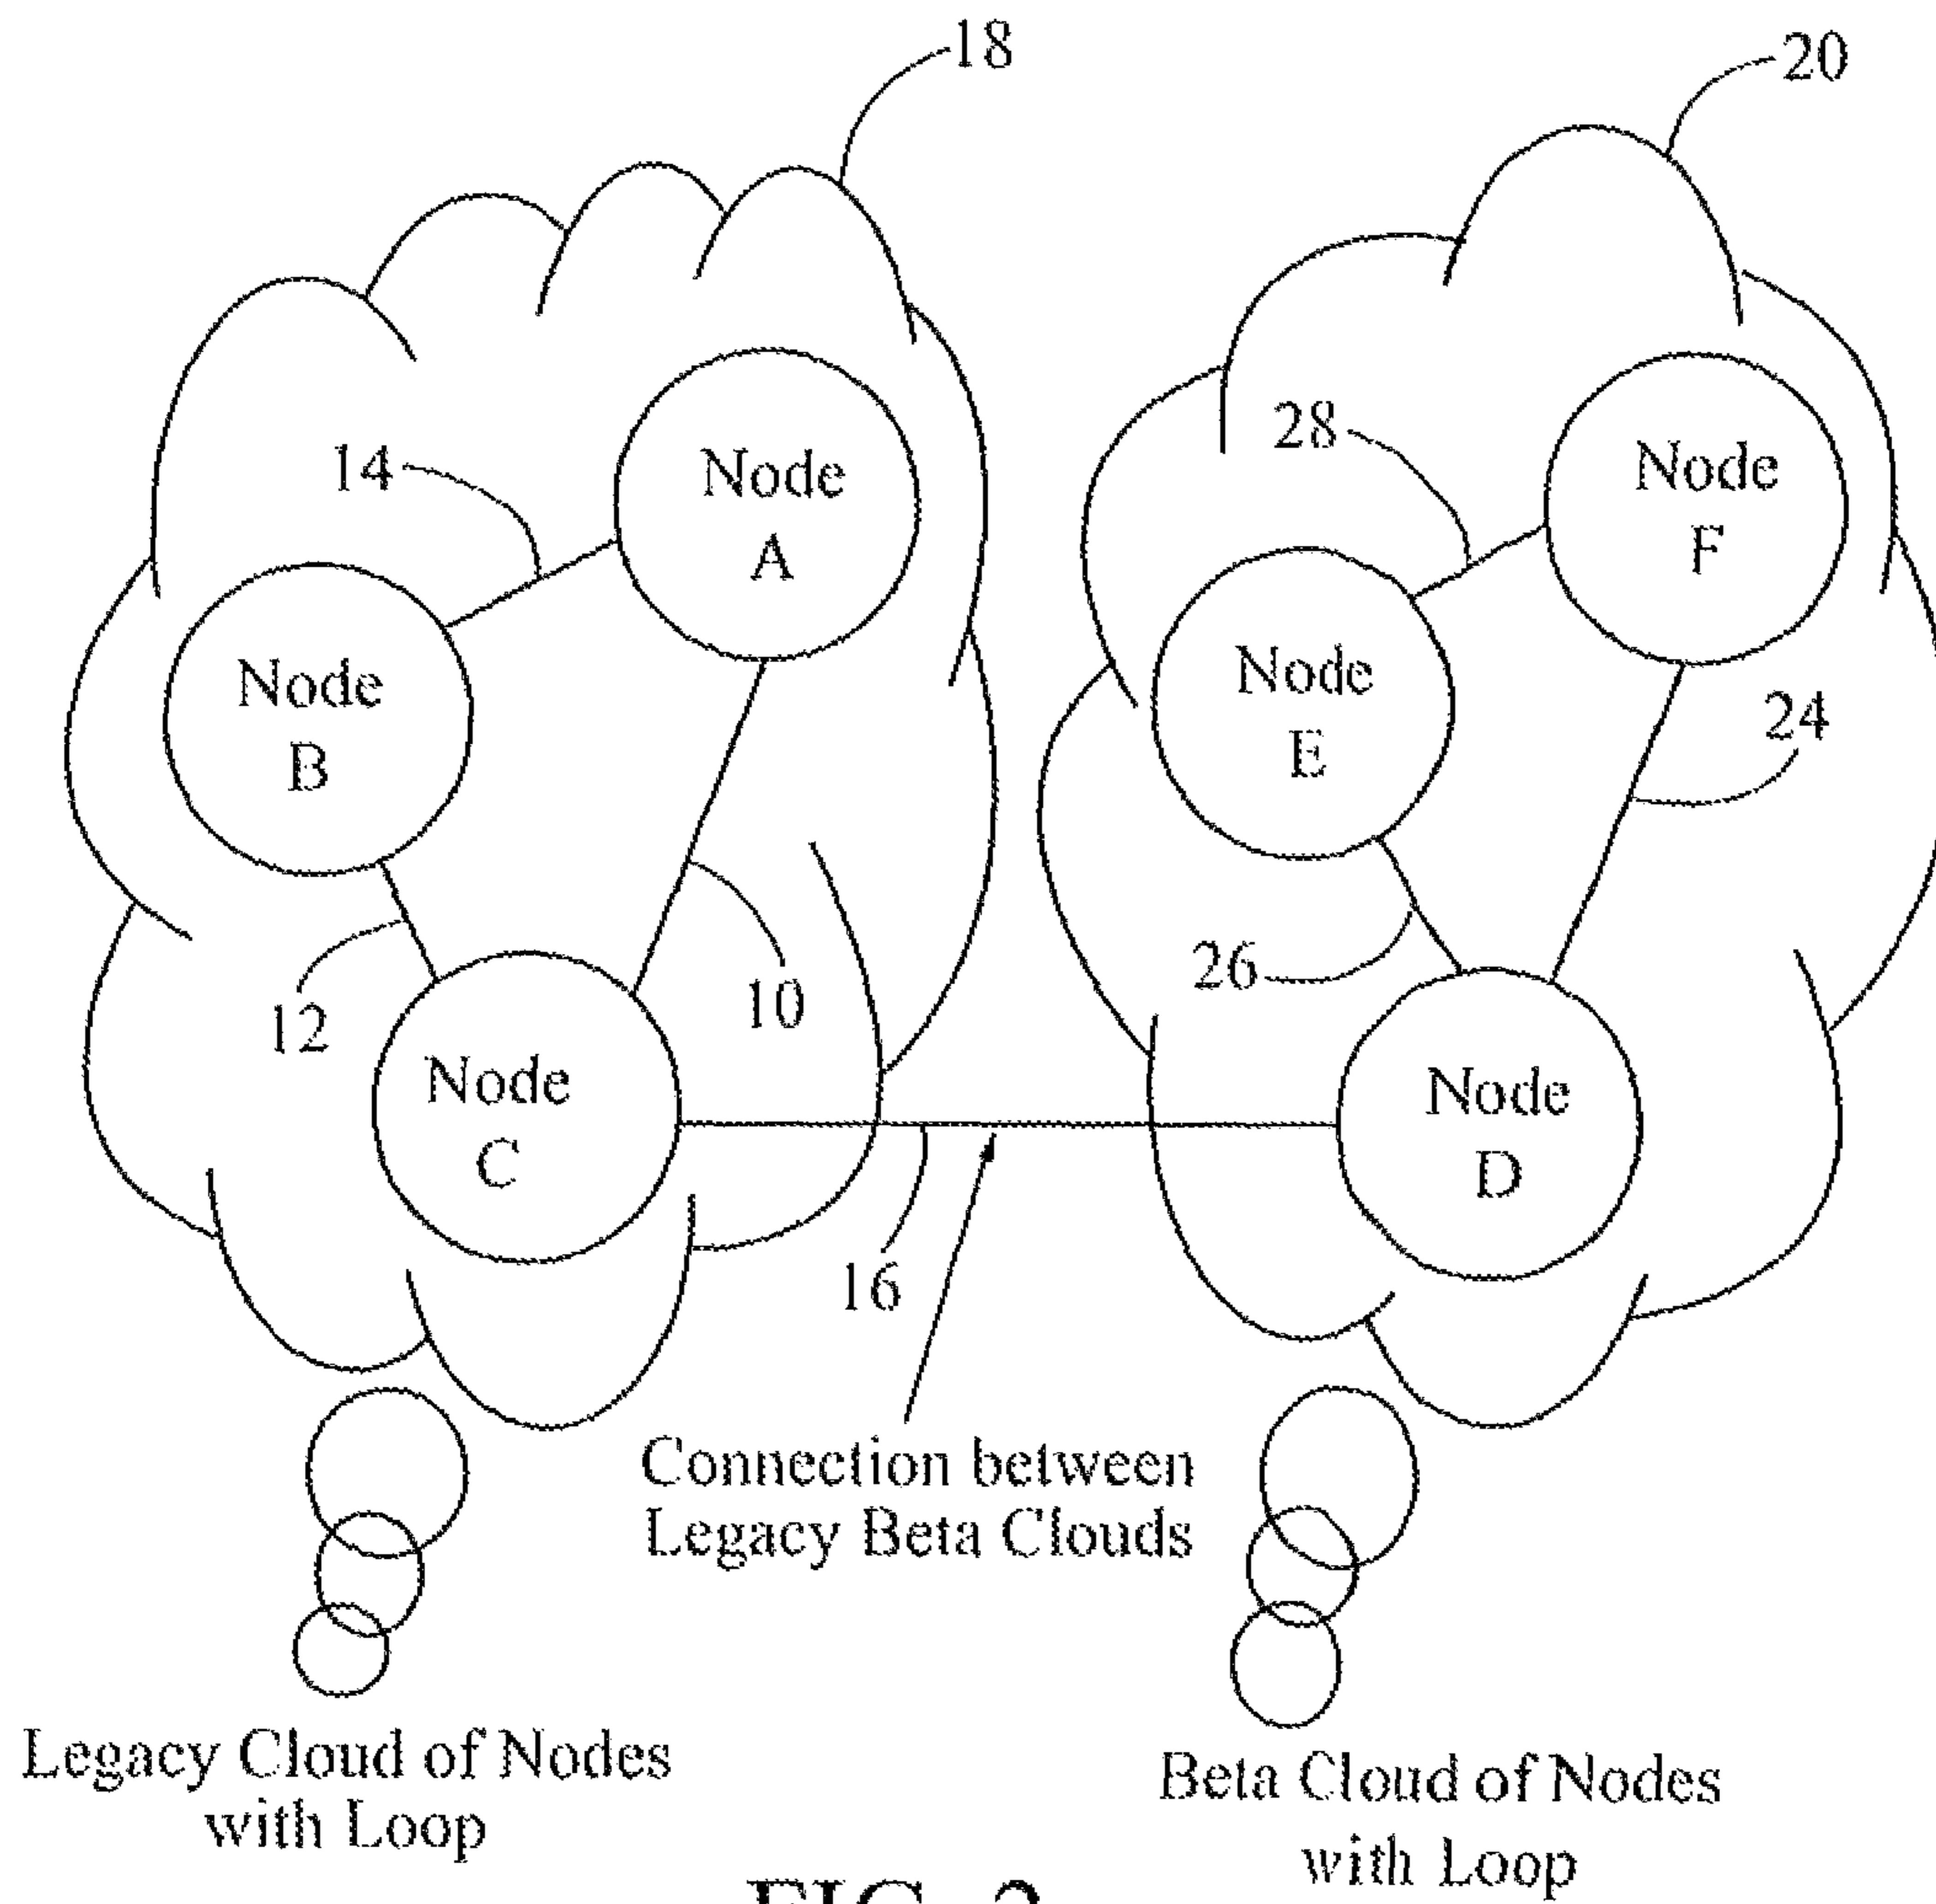 18
20
14
Node
A
28
Node
F
Node
B
Node
E
24
12
10
26
Node
C
Node
D
16
Connection between
Legacy Beta Clouds
Legacy Cloud of Nodes
with Loop
Beta Cloud of Nodes
with Loop